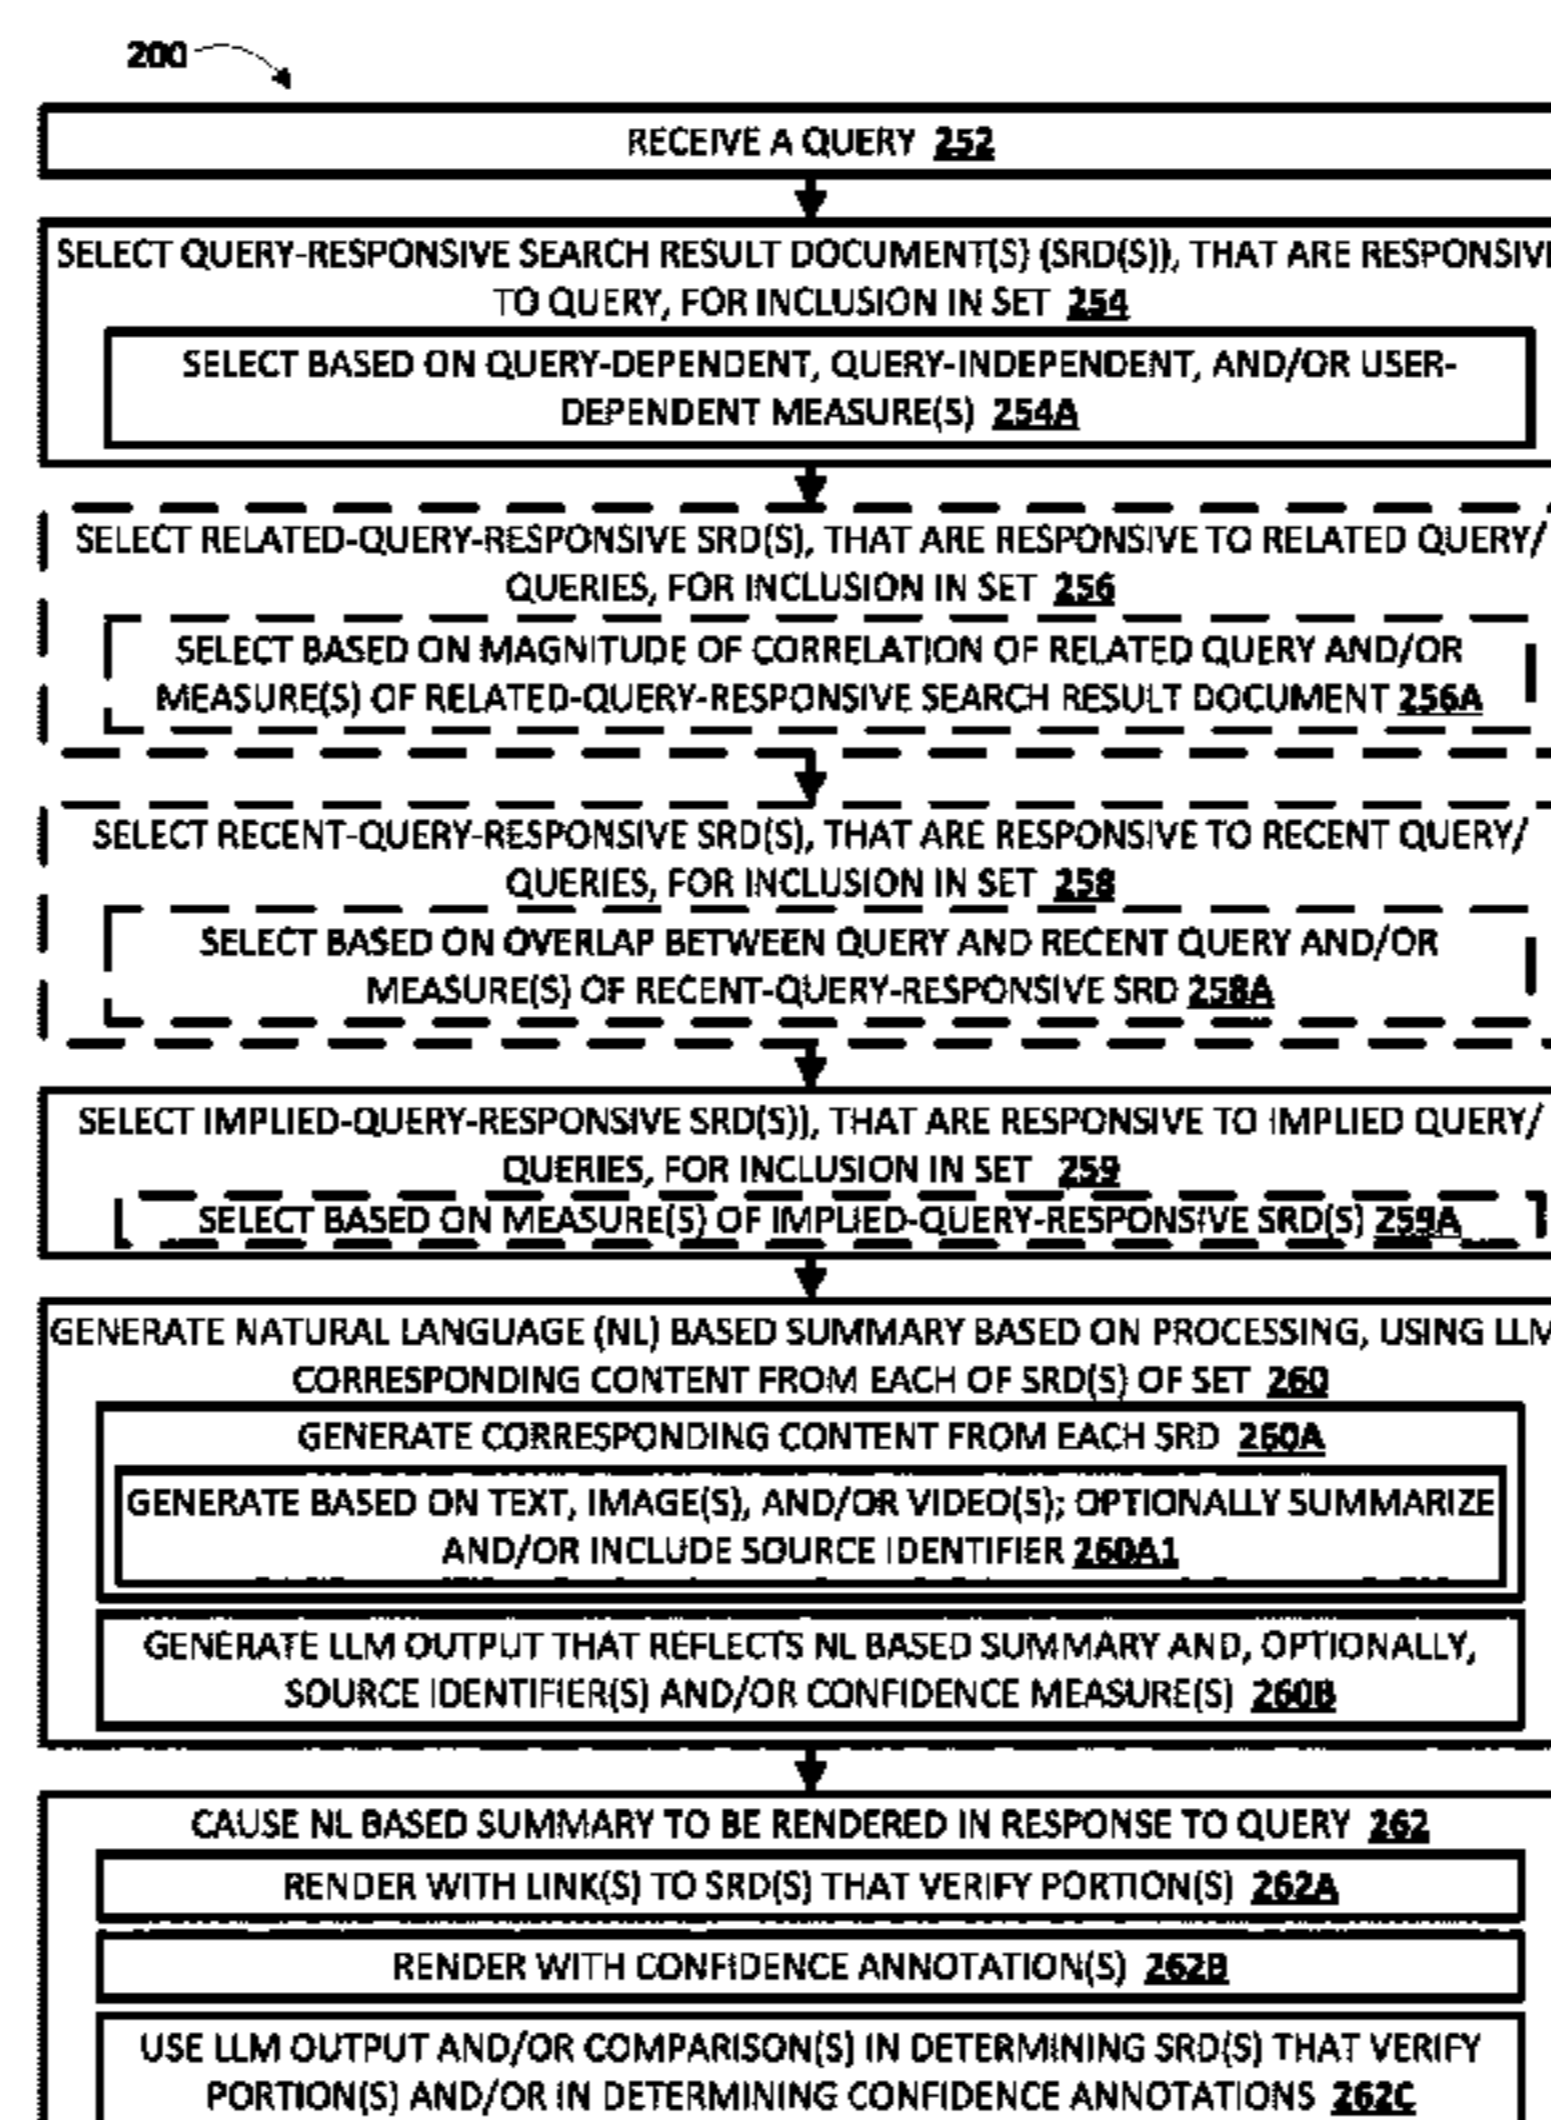 200
RECEIVE A QUERY 252
SELECT QUERY-RESPONSIVE SEARCH RESULT DOCUMENT(S) (SRD(S)), THAT ARE RESPONSIVE
TO QUERY, FOR INCLUSION IN SET 254
SELECT BASED ON QUERY-DEPENDENT, QUERY-INDEPENDENT, AND/OR USER-
DEPENDENT MEASURE(S) 254A
SELECT RELATED-QUERY-RESPONSIVE SRD(S), THAT ARE RESPONSIVE TO RELATED QUERY/
QUERIES, FOR INCLUSION IN SET 256
SELECT BASED ON MAGNITUDE OF CORRELATION OF RELATED QUERY AND/OR
MEASURE(S) OF RELATED-QUERY-RESPONSIVE SEARCH RESULT DOCUMENT 256A
SELECT RECENT-QUERY-RESPONSIVE SRD(S), THAT ARE RESPONSIVE TO RECENT QUERY/
QUERIES, FOR INCLUSION IN SET 258
SELECT BASED ON OVERLAP BETWEEN QUERY AND RECENT QUERY AND/OR
MEASURE(S) OF RECENT-QUERY-RESPONSIVE SRD 258A
SELECT IMPLIED-QUERY-RESPONSIVE SRD(S)), THAT ARE RESPONSIVE TO IMPLIED QUERY/
QUERIES, FOR INCLUSION IN SET 259
SELECT BASED ON MEASURE(S) OF IMPLIED-QUERY-RESPONSIVE SRD(S) 259A
GENERATE NATURAL LANGUAGE (NL) BASED SUMMARY BASED ON PROCESSING, USING LLM
CORRESPONDING CONTENT FROM EACH OF SRD(S) OF SET 260
GENERATE CORRESPONDING CONTENT FROM EACH SRD 260A
GENERATE BASED ON TEXT, IMAGE(S), AND/OR VIDEO(S); OPTIONALLY SUMMARIZE
AND/OR INCLUDE SOURCE IDENTIFIER 260A1
GENERATE LLM OUTPUT THAT REFLECTS NL BASED SUMMARY AND, OPTIONALLY,
SOURCE IDENTIFIER(S) AND/OR CONFIDENCE MEASURE(S) 260B
CAUSE NL BASED SUMMARY TO BE RENDERED IN RESPONSE TO QUERY 262
RENDER WITH LINK(S) TO SRD(S) THAT VERIFY PORTION(S) 262A
RENDER WITH CONFIDENCE ANNOTATION(S) 262B
USE LLM OUTPUT AND/OR COMPARISON(S) IN DETERMINING SRD(S) THAT VERIFY
PORTION(S) AND/OR IN DETERMINING CONFIDENCE ANNOTATIONS 262C